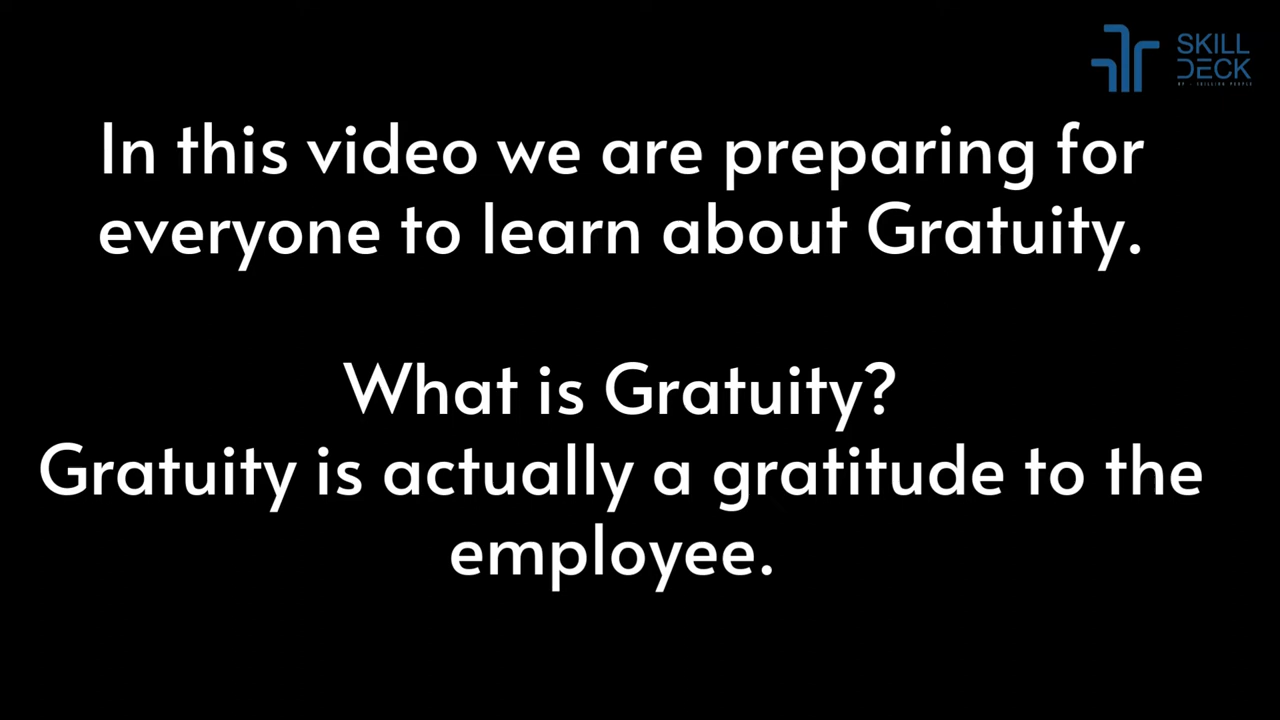 SKILL
DECK
In this video we are preparing for
everyone to learn about Gratuity.
What is Gratuity?
Gratuity is actually a gratitude to the
employee.